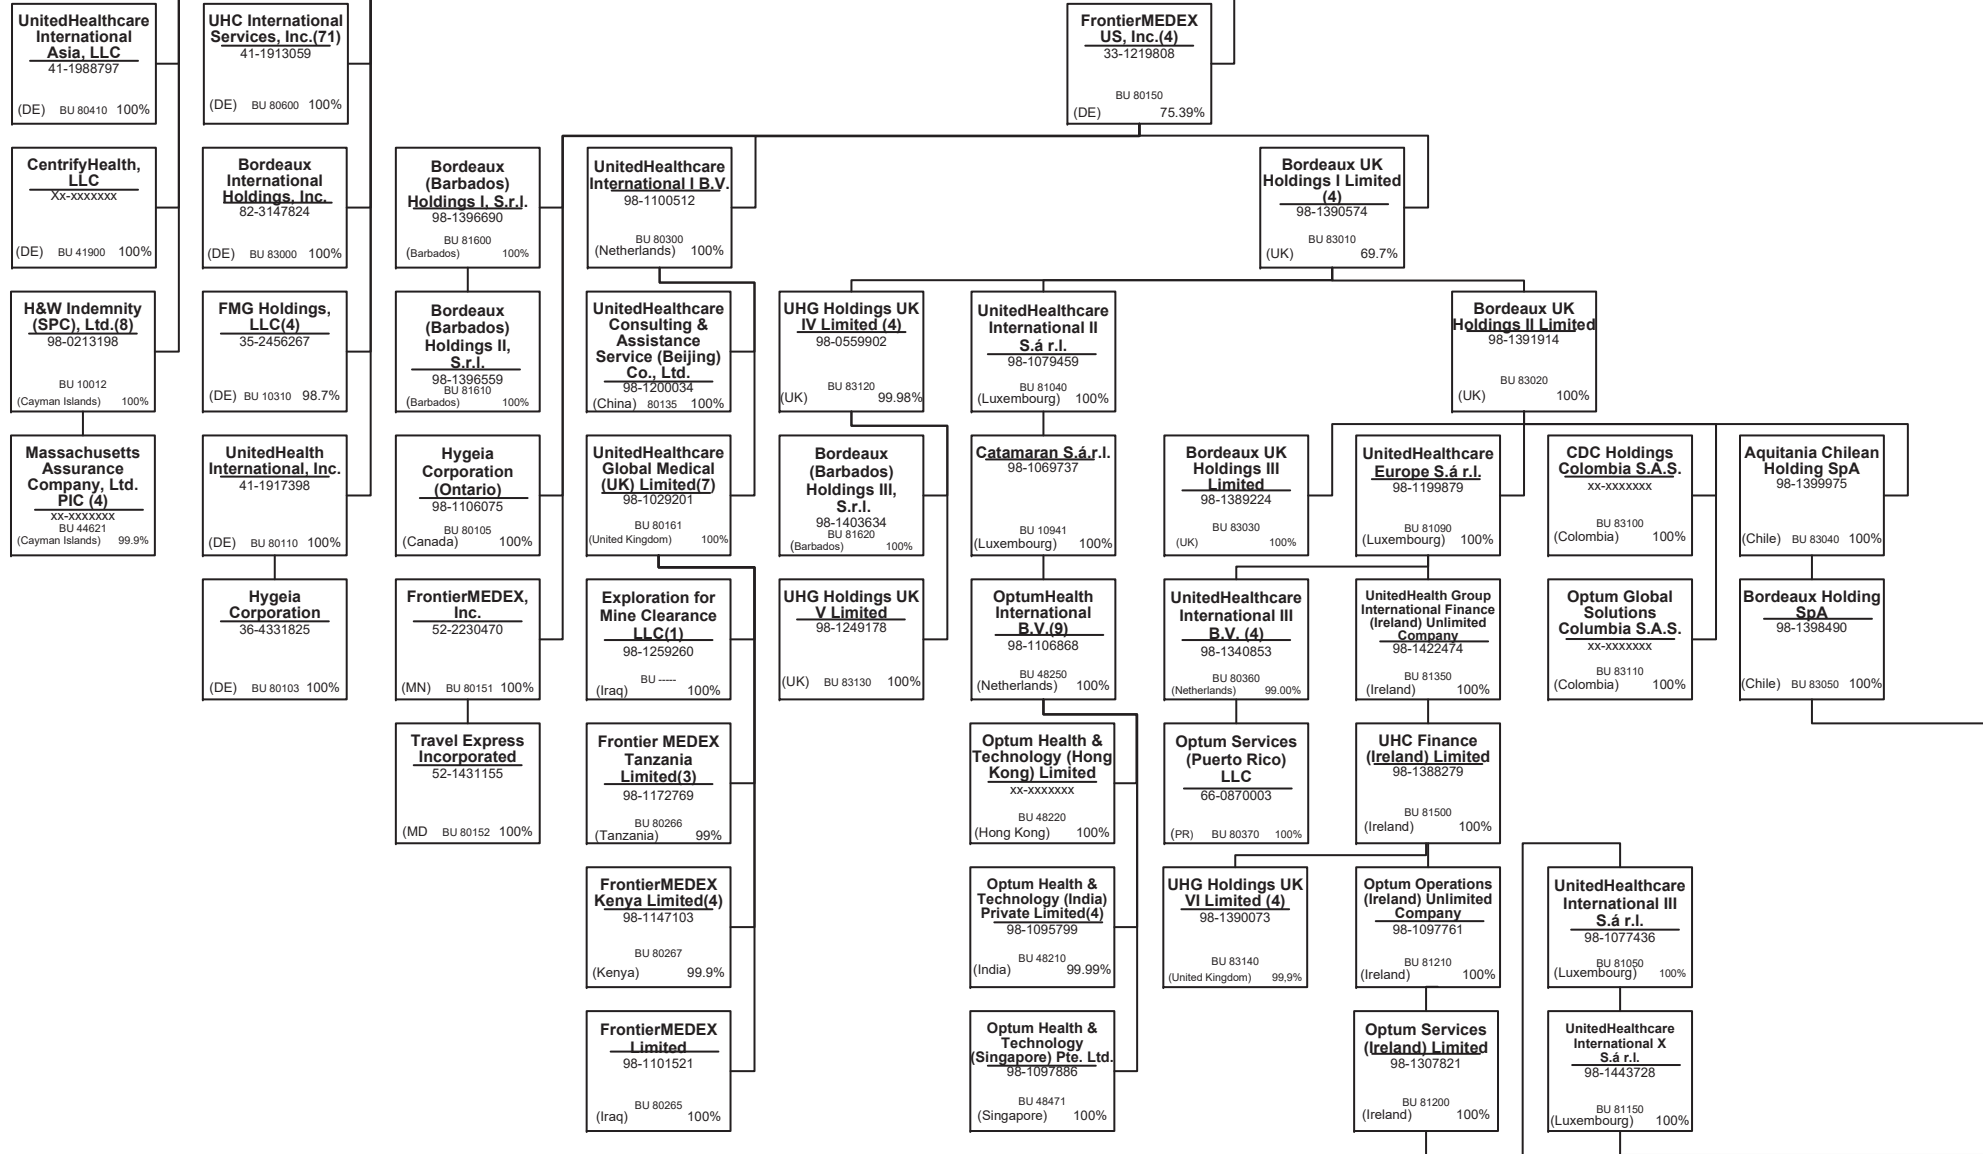 UnitedHealthcare
International
Asia, LLC
41-1988797
(DE) BU 80410 100%
UHC International
Services, Inc.(71)
41-1913059
(DE) BU 80600 100%
FrontierMEDEX
US, Inc.(4)
33-1219808
BU 80150
(DE) 75.39%
CentrifyHealth,
LLC
Xx-xxxxxxx
(DE) BU 41900 100%
Bordeaux
International
Holdings, Inc.
82-3147824
(DE) BU 83000 100%
Bordeaux
(Barbados)
Holdings I, S.r.l.
98-1396690
BU 81600
(Barbados) 100%
UnitedHealthcare
International I B.V.
98-1100512
BU 80300
(Netherlands) 100%
Bordeaux UK
Holdings I Limited
(4)
98-1390574
BU 83010
(UK) 69.7%
H&W Indemnity
(SPC), Ltd.(8)
98-0213198
BU 10012
(Cayman Islands) 100%
FMG Holdings,
LLC(4)
35-2456267
(DE) BU 10310 98.7%
Bordeaux
(Barbados)
Holdings II,
S.r.l.
98-1396559
BU 81610
(Barbados) 100%
UnitedHealthcare
Consulting &
Assistance
Service (Beijing)
Co., Ltd.
98-1200034
(China) 80135 100%
UHG Holdings UK
IV Limited (4)
98-0559902
BU 83120
(UK) 99.98%
UnitedHealthcare
International II
S.á r.l.
98-1079459
BU 81040
(Luxembourg) 100%
Bordeaux UK
Holdings II Limited
98-1391914
BU 83020
(UK) 100%
Massachusetts
Assurance
Company, Ltd.
PIC (4)
xx-xxxxxxx
BU 44621
(Cayman Islands) 99.9%
UnitedHealth
International, Inc.
41-1917398
(DE) BU 80110 100%
Hygeia
Corporation
(Ontario)
98-1106075
BU 80105
(Canada) 100%
UnitedHealthcare
Global Medical
(UK) Limited(7)
98-1029201
BU 80161
(United Kingdom) 100%
Bordeaux
(Barbados)
Holdings III,
S.r.l.
98-1403634
BU 81620
(Barbados) 100%
Catamaran S.á.r.l.
98-1069737
BU 10941
(Luxembourg) 100%
Bordeaux UK
Holdings III
Limited
98-1389224
BU 83030
(UK) 100%
UnitedHealthcare
Europe S.á r.l.
98-1199879
BU 81090
(Luxembourg) 100%
CDC Holdings
Colombia S.A.S.
xx-xxxxxxx
BU 83100
(Colombia) 100%
Aquitania Chilean
Holding SpA
98-1399975
(Chile) BU 83040 100%
Hygeia
Corporation
36-4331825
(DE) BU 80103 100%
FrontierMEDEX,
Inc.
52-2230470
(MN) BU 80151 100%
Exploration for
Mine Clearance
LLC(1)
98-1259260
BU -----
(Iraq) 100%
UHG Holdings UK
V Limited
98-1249178
(UK) BU 83130 100%
OptumHealth
International
B.V.(9)
98-1106868
BU 48250
(Netherlands) 100%
UnitedHealthcare
International III
B.V. (4)
98-1340853
BU 80360
(Netherlands) 99.00%
UnitedHealth Group
International Finance
(Ireland) Unlimited
Company
98-1422474
BU 81350
(Ireland) 100%
Optum Global
Solutions
Columbia S.A.S.
xx-xxxxxxx
BU 83110
(Colombia) 100%
Bordeaux Holding
SpA
98-1398490
(Chile) BU 83050 100%
Travel Express
Incorporated
52-1431155
(MD BU 80152 100%
Frontier MEDEX
Tanzania
Limited(3)
98-1172769
BU 80266
(Tanzania) 99%
Optum Health &
Technology (Hong
Kong) Limited
xx-xxxxxxx
BU 48220
(Hong Kong) 100%
Optum Services
(Puerto Rico)
LLC
66-0870003
(PR) BU 80370 100%
UHC Finance
(Ireland) Limited
98-1388279
BU 81500
(Ireland) 100%
FrontierMEDEX
Kenya Limited(4)
98-1147103
BU 80267
(Kenya) 99.9%
Optum Health &
Technology (India)
Private Limited(4)
98-1095799
BU 48210
(India) 99.99%
UHG Holdings UK
VI Limited (4)
98-1390073
BU 83140
(United Kingdom) 99,9%
Optum Operations
(Ireland) Unlimited
Company
98-1097761
BU 81210
(Ireland) 100%
UnitedHealthcare
International III
S.á r.l.
98-1077436
BU 81050
(Luxembourg) 100%
FrontierMEDEX
Limited
98-1101521
BU 80265
(Iraq) 100%
Optum Health &
Technology
(Singapore) Pte. Ltd.
98-1097886
BU 48471
(Singapore) 100%
Optum Services
(Ireland) Limited
98-1307821
BU 81200
(Ireland) 100%
UnitedHealthcare
International X
S.á r.l.
98-1443728
BU 81150
(Luxembourg) 100%